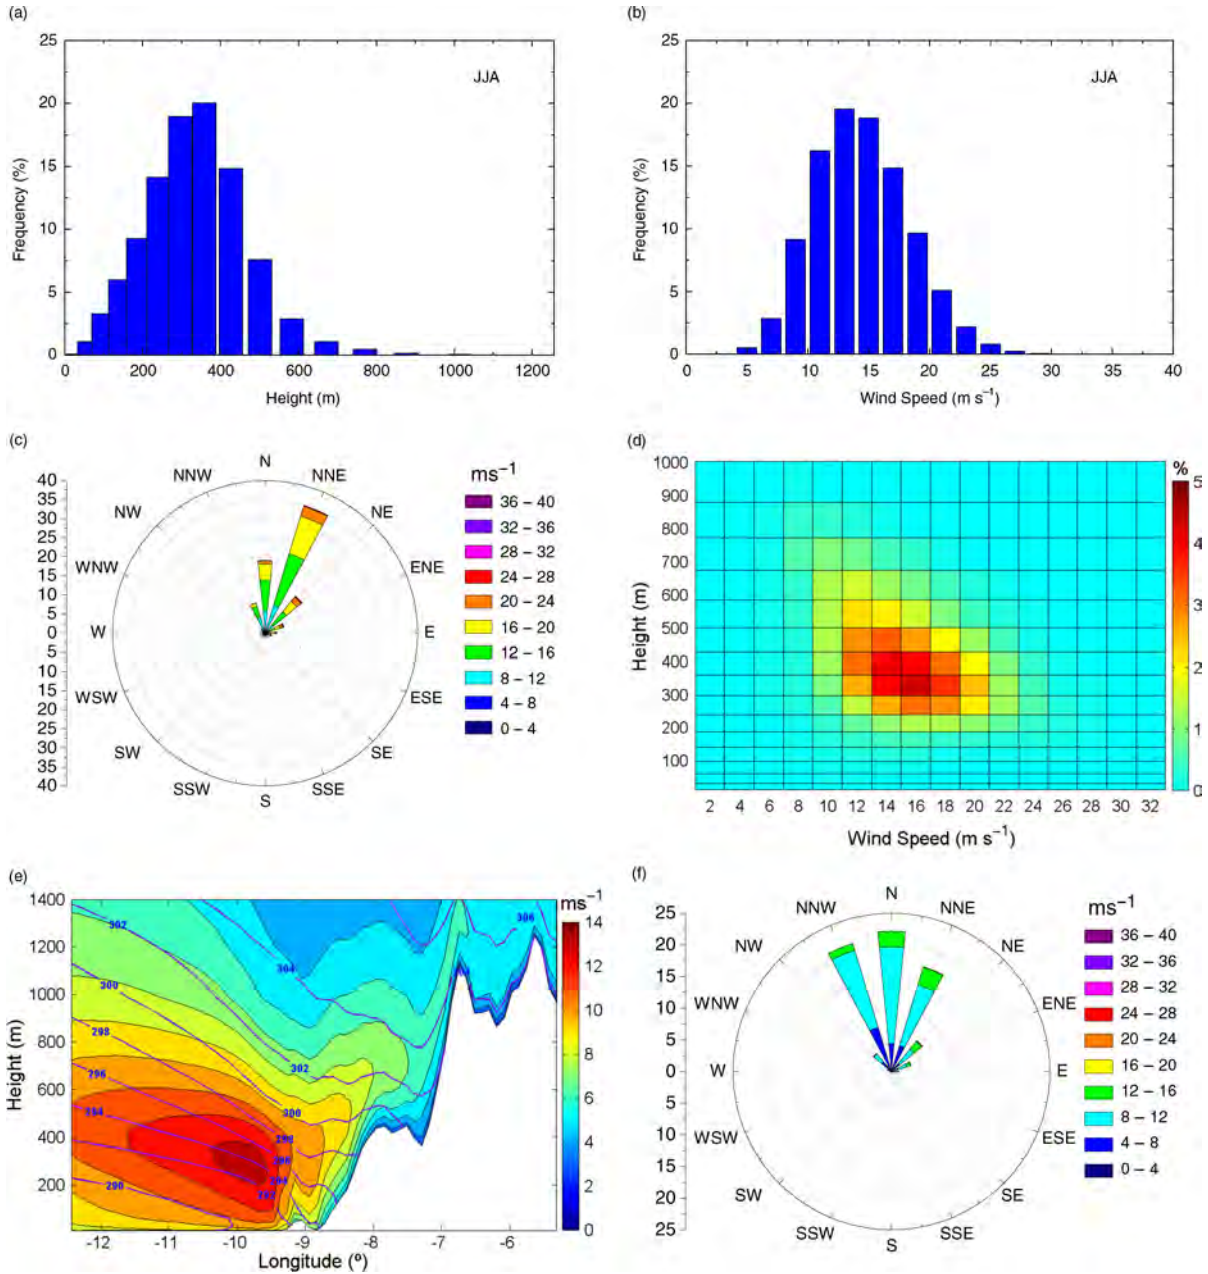 (a)
(b)
25
20
15
10
5
0
Frequency (%)
JJA
0 200 400 600 800 1000 1200
Height (m)
25
20
15
10
5
0
Frequency (%)
JJA
0 5 10 15 20 25 30 35 40
Wind Speed (m s⁻¹)
(c)
40
35
30
25
20
15
10
5
0
5
10
15
20
25
30
35
40
N
NNE
NE
ENE
E
ESE
SE
SSE
S
SSW
SW
WSW
W
WNW
NW
NNW
ms⁻¹
36 – 40
32 – 36
28 – 32
24 – 28
20 – 24
16 – 20
12 – 16
8 – 12
4 – 8
0 – 4
(d)
1000
900
800
700
600
500
400
300
200
100
Height (m)
2 4 6 8 10 12 14 16 18 20 22 24 26 28 30 32
Wind Speed (m s⁻¹)
%
5
4
3
2
1
0
(e)
1400
1200
1000
800
600
400
200
Height (m)
302
304
306
300
298
296
294
290
302
300
298
-12 -11 -10 -9 -8 -7 -6
Longitude (º)
ms⁻¹
14
12
10
8
6
4
2
0
(f)
25
20
15
10
5
0
5
10
15
20
25
N
NNE
NE
ENE
E
ESE
SE
SSE
S
SSW
SW
WSW
W
WNW
NW
NNW
ms⁻¹
36 – 40
32 – 36
28 – 32
24 – 28
20 – 24
16 – 20
12 – 16
8 – 12
4 – 8
0 – 4